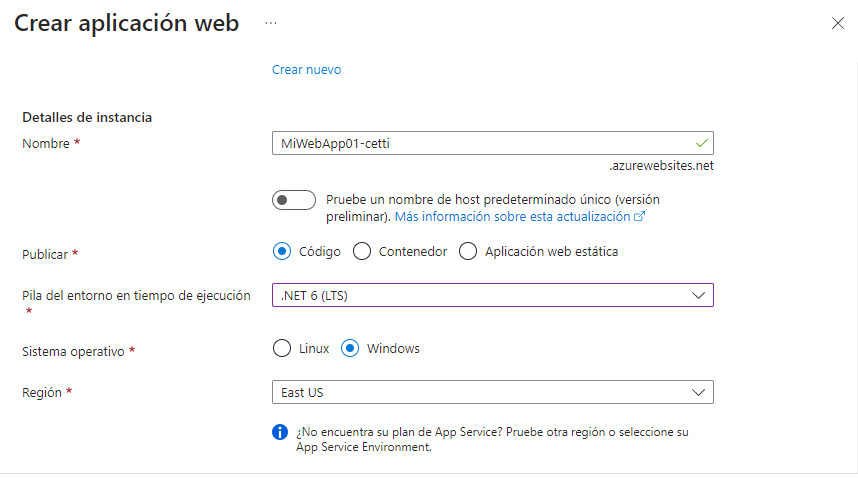 Crear aplicación web ...
Crear nuevo
Detalles de instancia
Nombre *
MiWebApp01-cetti
.azurewebsites.net
Pruebe un nombre de host predeterminado único (versión
preliminar). Más información sobre esta actualización
Publicar *
Código Contenedor Aplicación web estática
Pila del entorno en tiempo de ejecución
*
.NET 6 (LTS)
Sistema operativo *
Linux Windows
Región *
East US
¿No encuentra su plan de App Service? Pruebe otra región o seleccione su
App Service Environment.